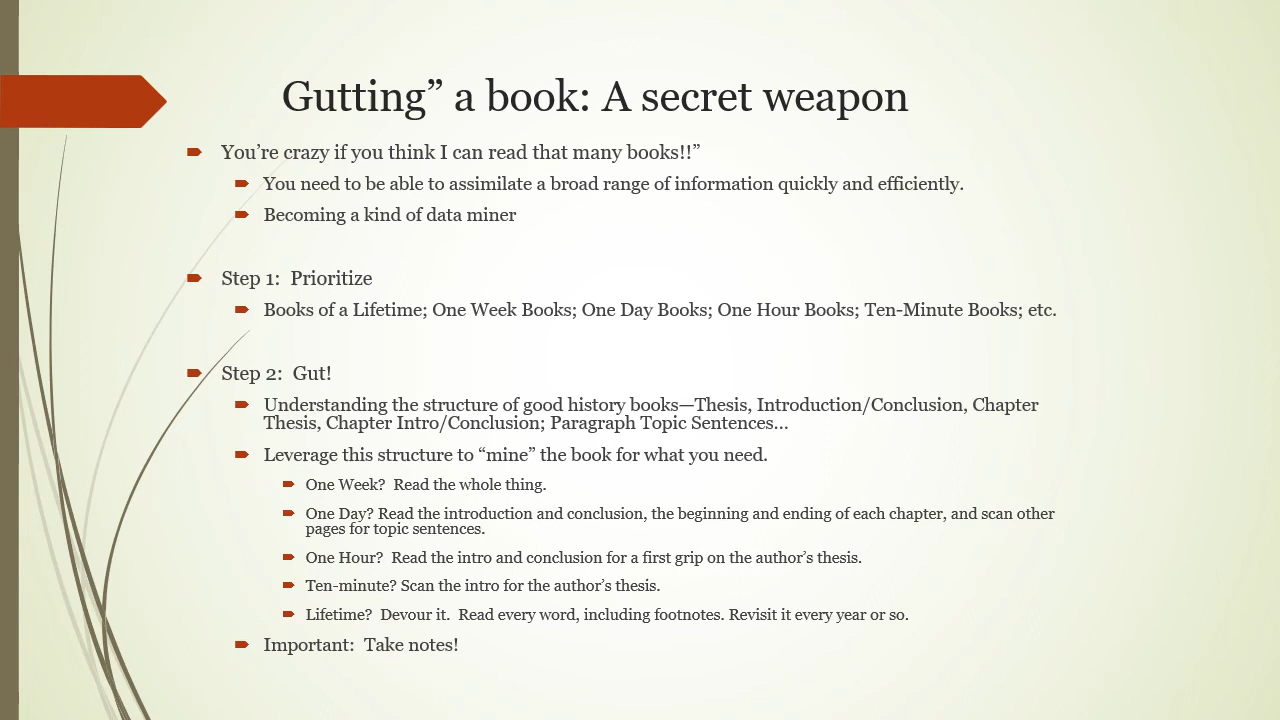 Gutting” a book: A secret weapon
You’re crazy if you think I can read that many books!!”
You need to be able to assimilate a broad range of information quickly and efficiently.
Becoming a kind of data miner
Step 1:  Prioritize
Books of a Lifetime; One Week Books; One Day Books; One Hour Books; Ten-Minute Books; etc.
Step 2:  Gut!
Understanding the structure of good history books—Thesis, Introduction/Conclusion, Chapter
Thesis, Chapter Intro/Conclusion; Paragraph Topic Sentences...
Leverage this structure to “mine” the book for what you need.
One Week?  Read the whole thing.
One Day? Read the introduction and conclusion, the beginning and ending of each chapter, and scan other
pages for topic sentences.
One Hour?  Read the intro and conclusion for a first grip on the author’s thesis.
Ten-minute? Scan the intro for the author’s thesis.
Lifetime?  Devour it.  Read every word, including footnotes. Revisit it every year or so.
Important:  Take notes!